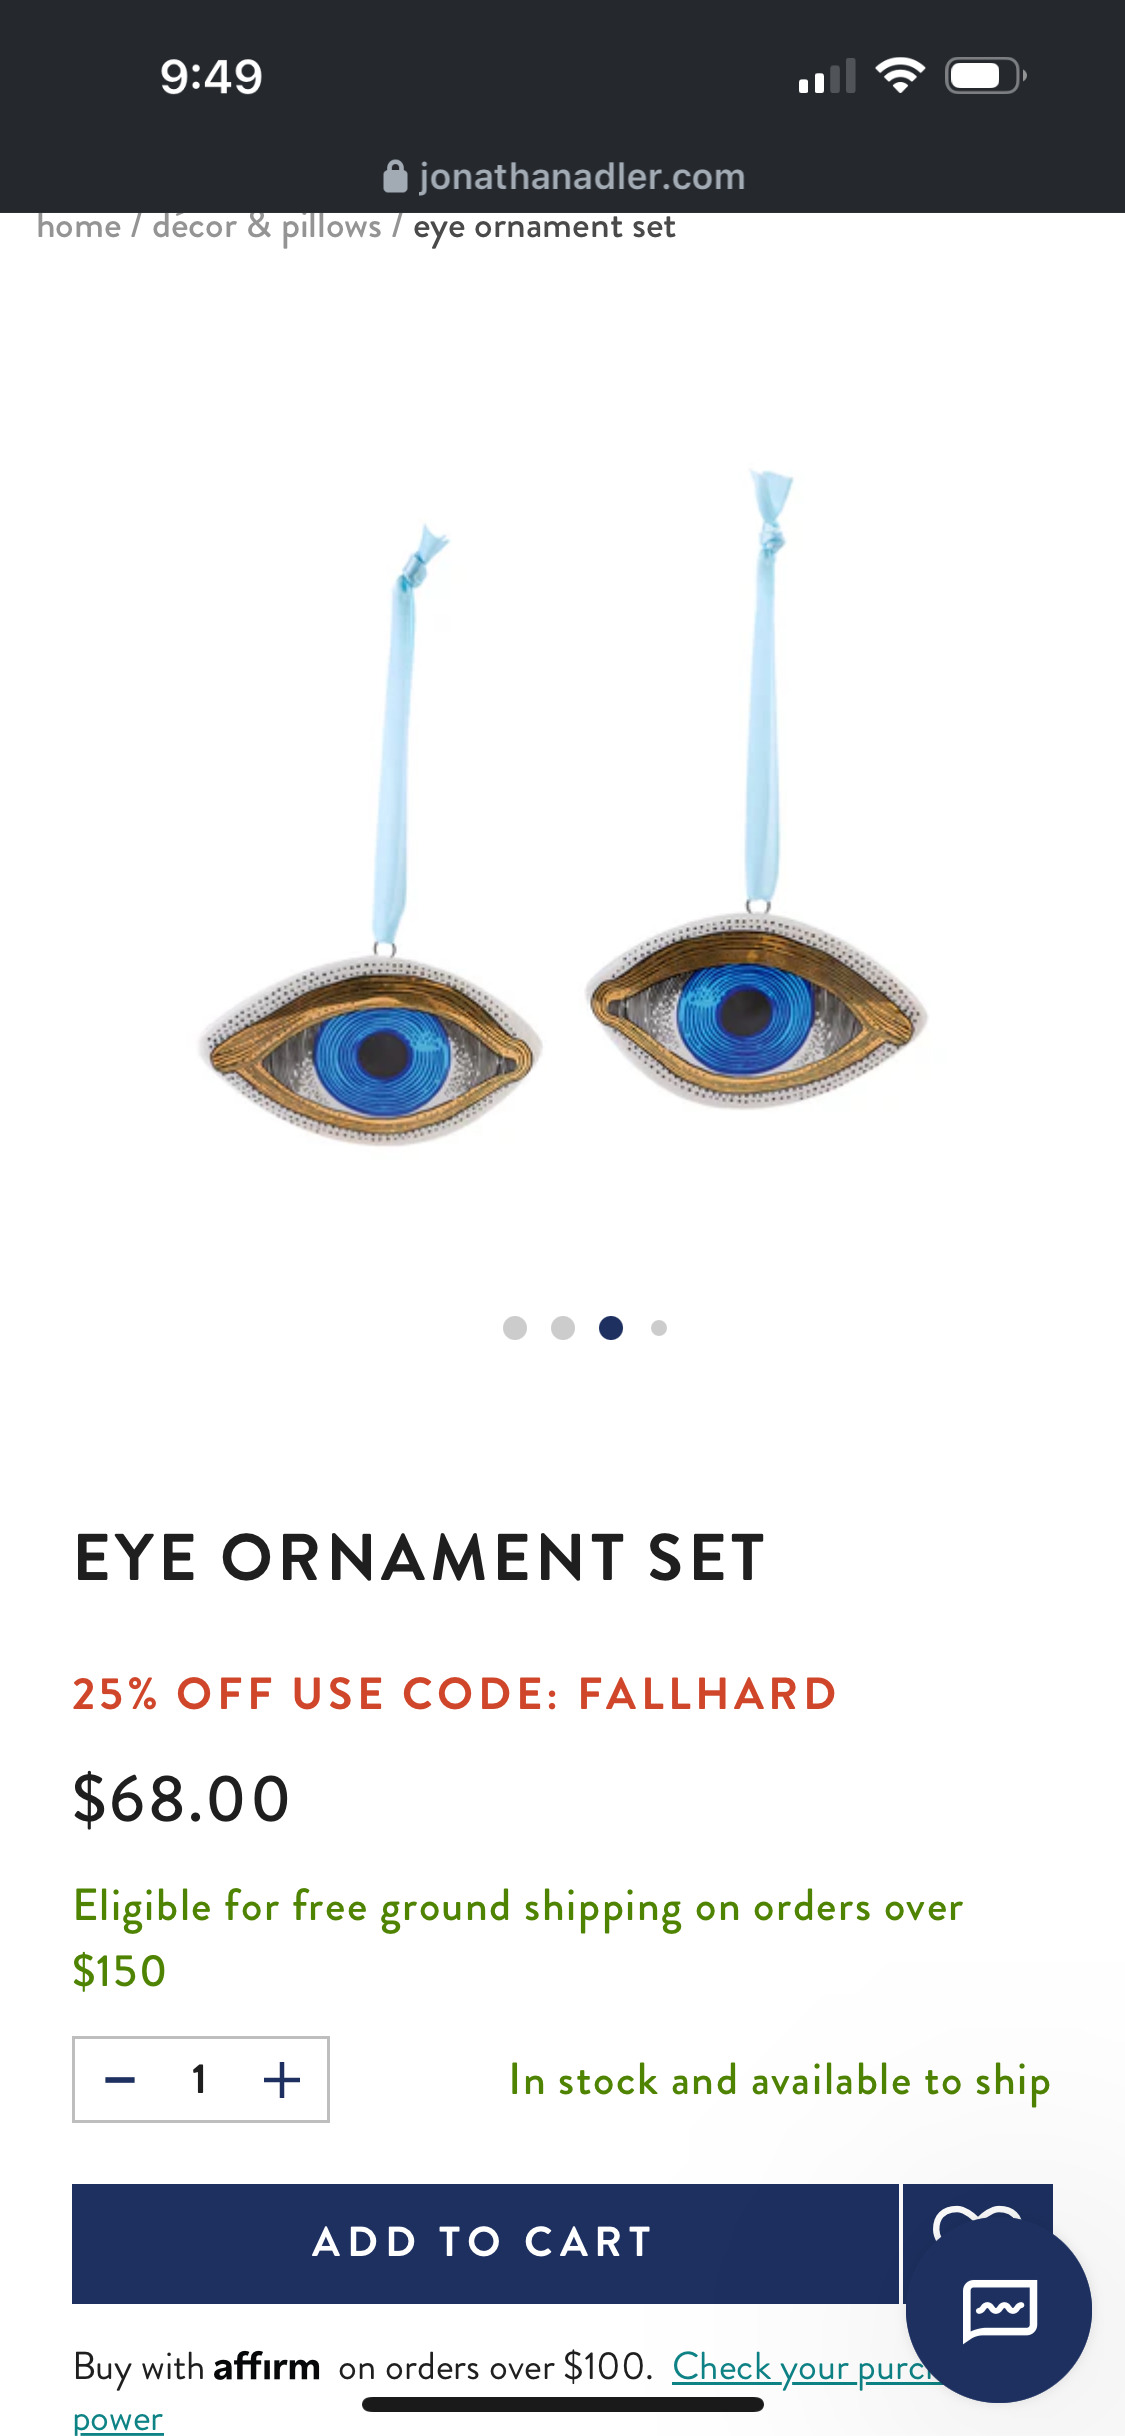 9:49
jonathanadler.com
home / décor & pillows / eye ornament set
EYE ORNAMENT SET
25% OFF USE CODE: FALLHARD
$68.00
Eligible for free ground shipping on orders over
$150
1
In stock and available to ship
ADD TO CART
Buy with affirm on orders over $100. Check your
power